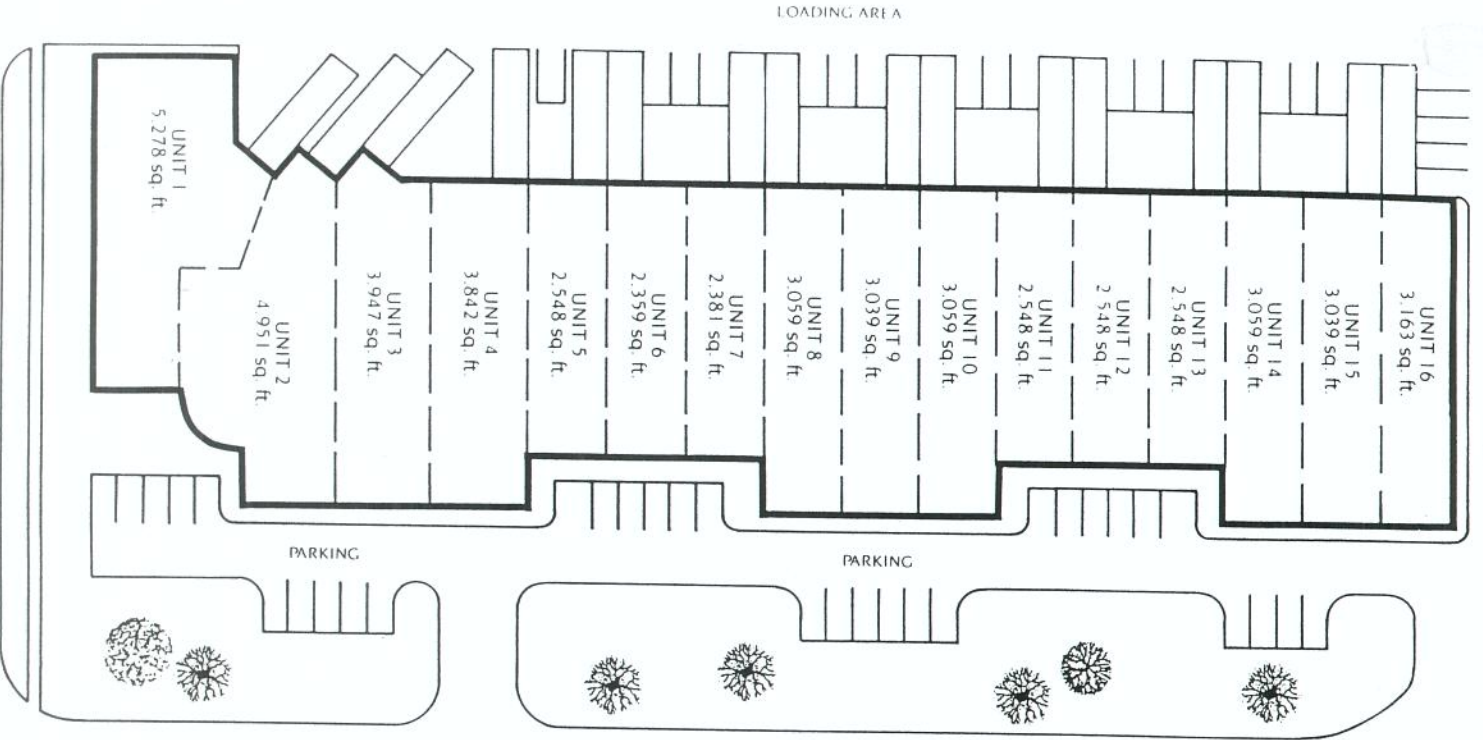 LOADING AREA
UNIT 1
5.278 sq. ft.
UNIT 2
4.951 sq. ft.
UNIT 3
3.947 sq. ft.
UNIT 4
3.842 sq. ft.
UNIT 5
2.548 sq. ft.
UNIT 6
2.359 sq. ft.
UNIT 7
2.381 sq. ft.
UNIT 8
3.059 sq. ft.
UNIT 9
3.039 sq. ft.
UNIT 10
3.059 sq. ft.
UNIT 11
2.548 sq. ft.
UNIT 12
2 548 sq. ft.
UNIT 13
2.548 sq. ft.
UNIT 14
3.059 sq. ft.
UNIT 15
3.039 sq. ft.
UNIT 16
3.163 sq. ft.
PARKING
PARKING